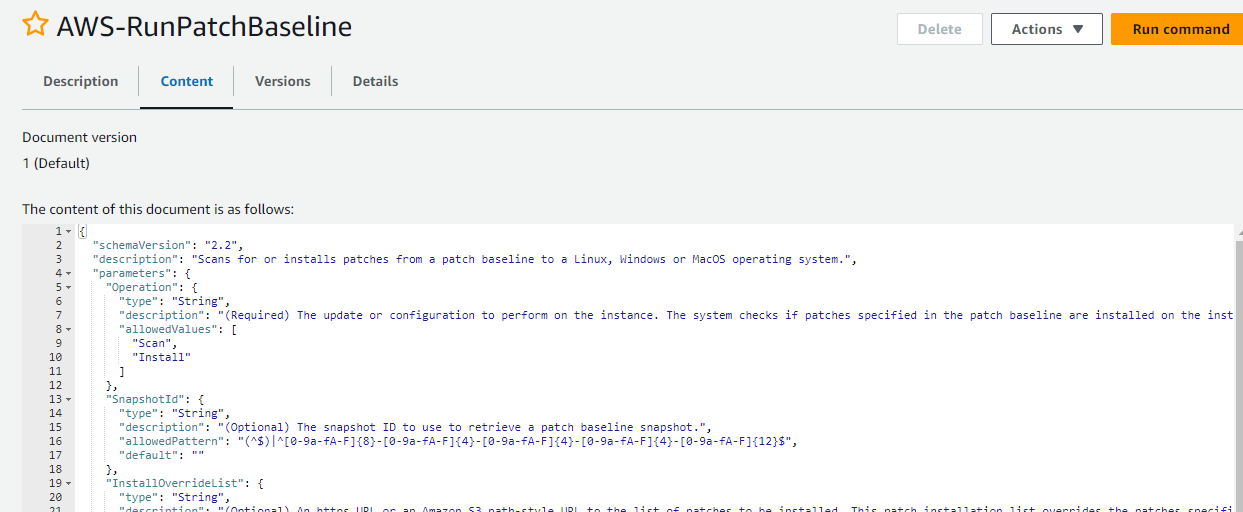 AWS-RunPatchBaseline
Delete
Actions
Run command
Description
Content
Versions
Details
Document version
1 (Default)
The content of this document is as follows:
1 {
2 "schemaVersion": "2.2",
3 "description": "Scans for or installs patches from a patch baseline to a Linux, Windows or MacOS operating system.",
4 "parameters": {
5 "Operation": {
6 "type": "String",
7 "description": "(Required) The update or configuration to perform on the instance. The system checks if patches specified in the patch baseline are installed on the inst
8 "allowedValues": [
9 "Scan",
10 "Install"
11 ]
12 },
13 "SnapshotId": {
14 "type": "String",
15 "description": "(Optional) The snapshot ID to use to retrieve a patch baseline snapshot.",
16 "allowedPattern": "(^$)|^[0-9a-fA-F]{8}-[0-9a-fA-F]{4}-[0-9a-fA-F]{4}-[0-9a-fA-F]{4}-[0-9a-fA-F]{12}$",
17 "default": ""
18 },
19 "InstallOverrideList": {
20 "type": "String",
21 "description": "(Optional) An https URL or an Amazon S3 path-style URL to the list of patches to be installed. This patch installation list overrides the patches specifi